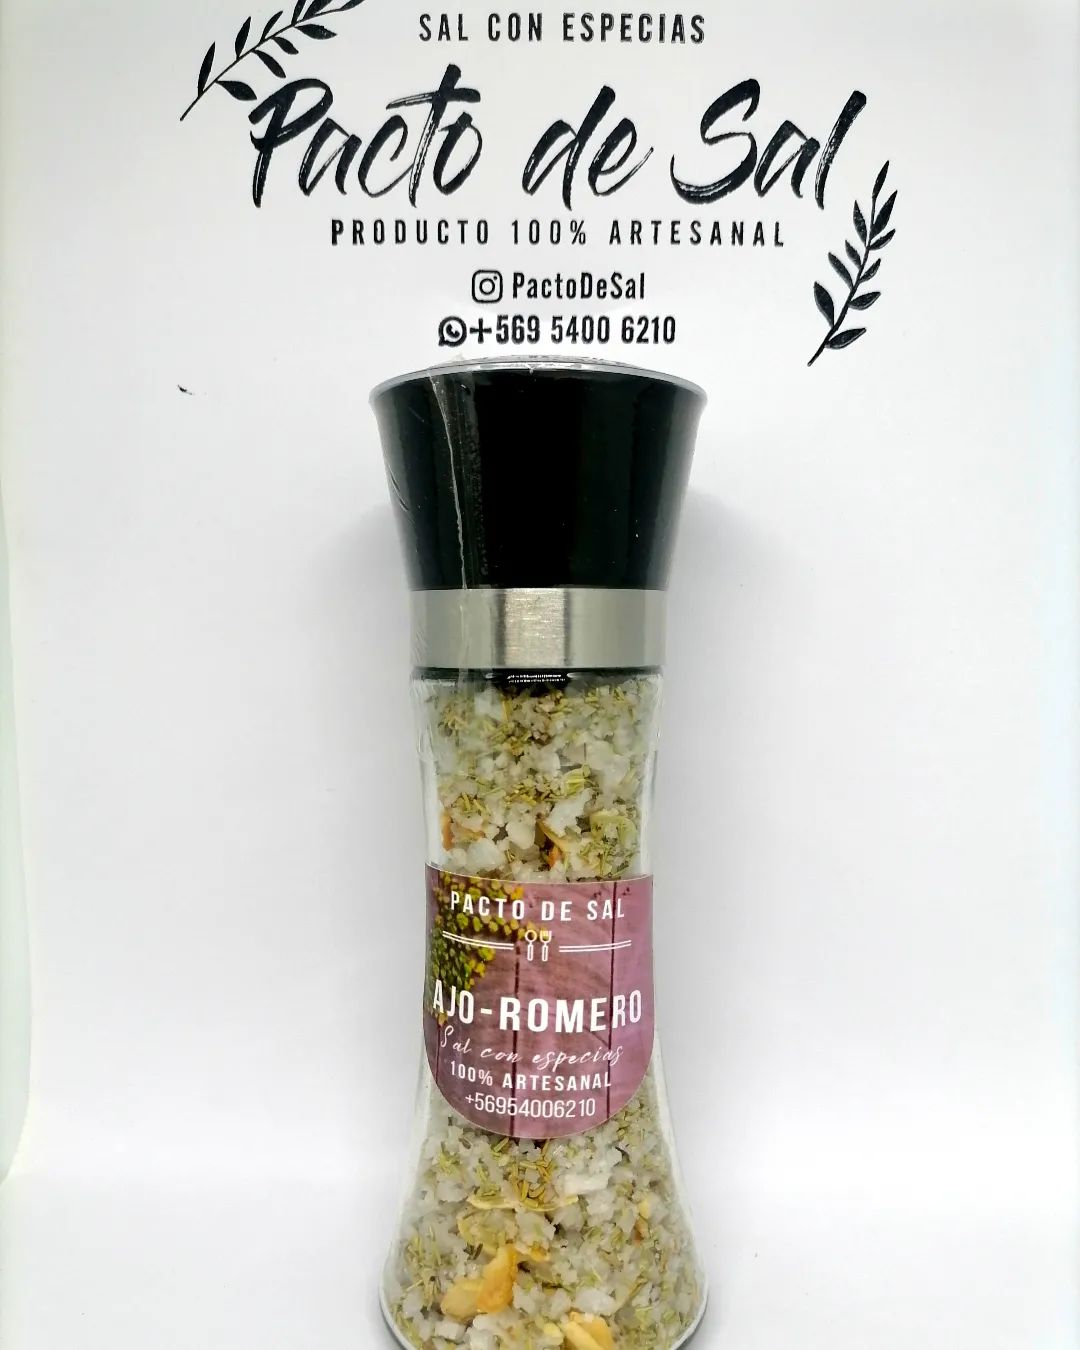 SAL CON ESPECIAS
Pacto de Sal
PRODUCTO 100% ARTESANAL
PactoDeSal
+569 5400 6210
PACTO DE SAL
AJO-ROMERO
Sal con especias
100% ARTESANAL
+56954006210